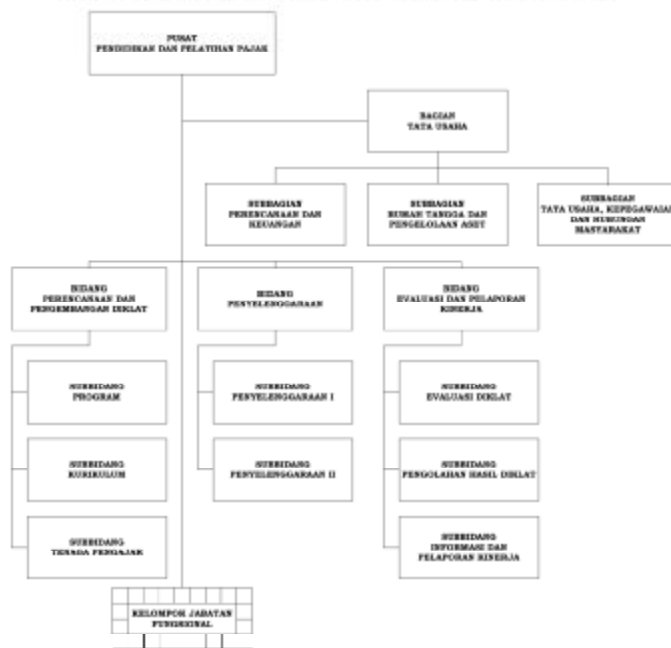 PUSAT
PENDIDIKAN DAN PELATIHAN PAJAK
BAGIAN
TATA USAHA
SUBBAGIAN
PERENCANAAN DAN
KEUANGAN
SUBBAGIAN
RUMAH TANGGA DAN
PENGELOLAAN ASET
SUBBAGIAN
TATA USAHA, KEPEGAWAIAN
DAN HUBUNGAN
MASYARAKAT
BIDANG
PERENCANAAN DAN
PENGEMBANGAN DIKLAT
BIDANG
PENYELENGGARAAN
BIDANG
EVALUASI DAN PELAPORAN
KINERJA
SUBBIDANG
PROGRAM
SUBBIDANG
PENYELENGGARAAN I
SUBBIDANG
EVALUASI DIKLAT
SUBBIDANG
KURIKULUM
SUBBIDANG
PENYELENGGARAAN II
SUBBIDANG
PENGOLAHAN HASIL DIKLAT
SUBBIDANG
TENAGA PENGAJAR
SUBBIDANG
INFORMASI DAN
PELAPORAN KINERJA
KELOMPOK JABATAN
FUNGSIONAL